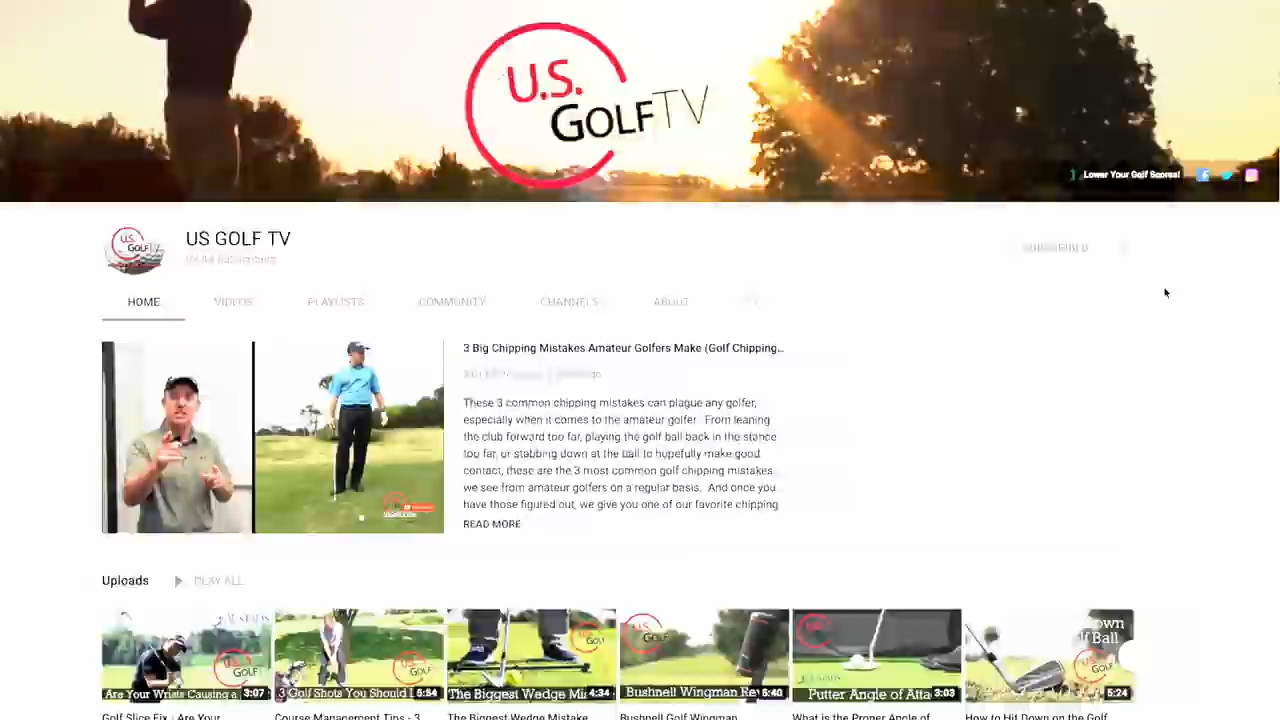 U.S.
GOLFTV
Lower Your Golf Scores!
US GOLF TV
SUBSCRIBED
HOME VIDEOS PLAYLISTS COMMUNITY CHANNELS ABOUT
3 Big Chipping Mistakes Amateur Golfers Make (Golf Chipping...
These 3 common chipping mistakes can plague any golfer,
especially when it comes to the amateur golfer. From leaning
the club forward too far, playing the golf ball back in the stance
too far, or stabbing down at the ball to hopefully make good
contact, these are the 3 most common golf chipping mistakes
we see from amateur golfers on a regular basis. And once you
have those figured out, we give you one of our favorite chipping
READ MORE
Uploads PLAY ALL
Are Your Wrists Causing a 3:07
3 Golf Shots You Should 5:54
The Biggest Wedge Mis 4:34
Bushnell Wingman Re 5:40
Putter Angle of Atta 3:03
own
lf Ball
5:24
Golf Slice Fix - Are Your
Course Management Tips - 3
The Biggest Wedge Mistake
Bushnell Golf Wingman
What is the Proper Angle of
How to Hit Down on the Golf